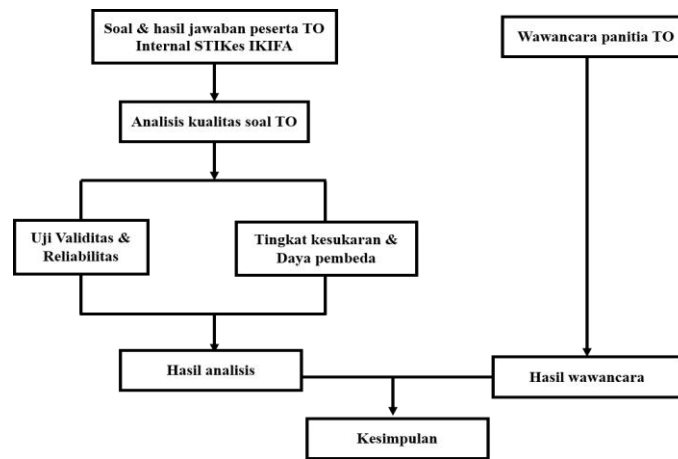 Soal & hasil jawaban peserta TO
Internal STIKes IKIFA
Wawancara panitia TO
Analisis kualitas soal TO
Uji Validitas &
Reliabilitas
Tingkat kesukaran &
Daya pembeda
Hasil analisis
Hasil wawancara
Kesimpulan